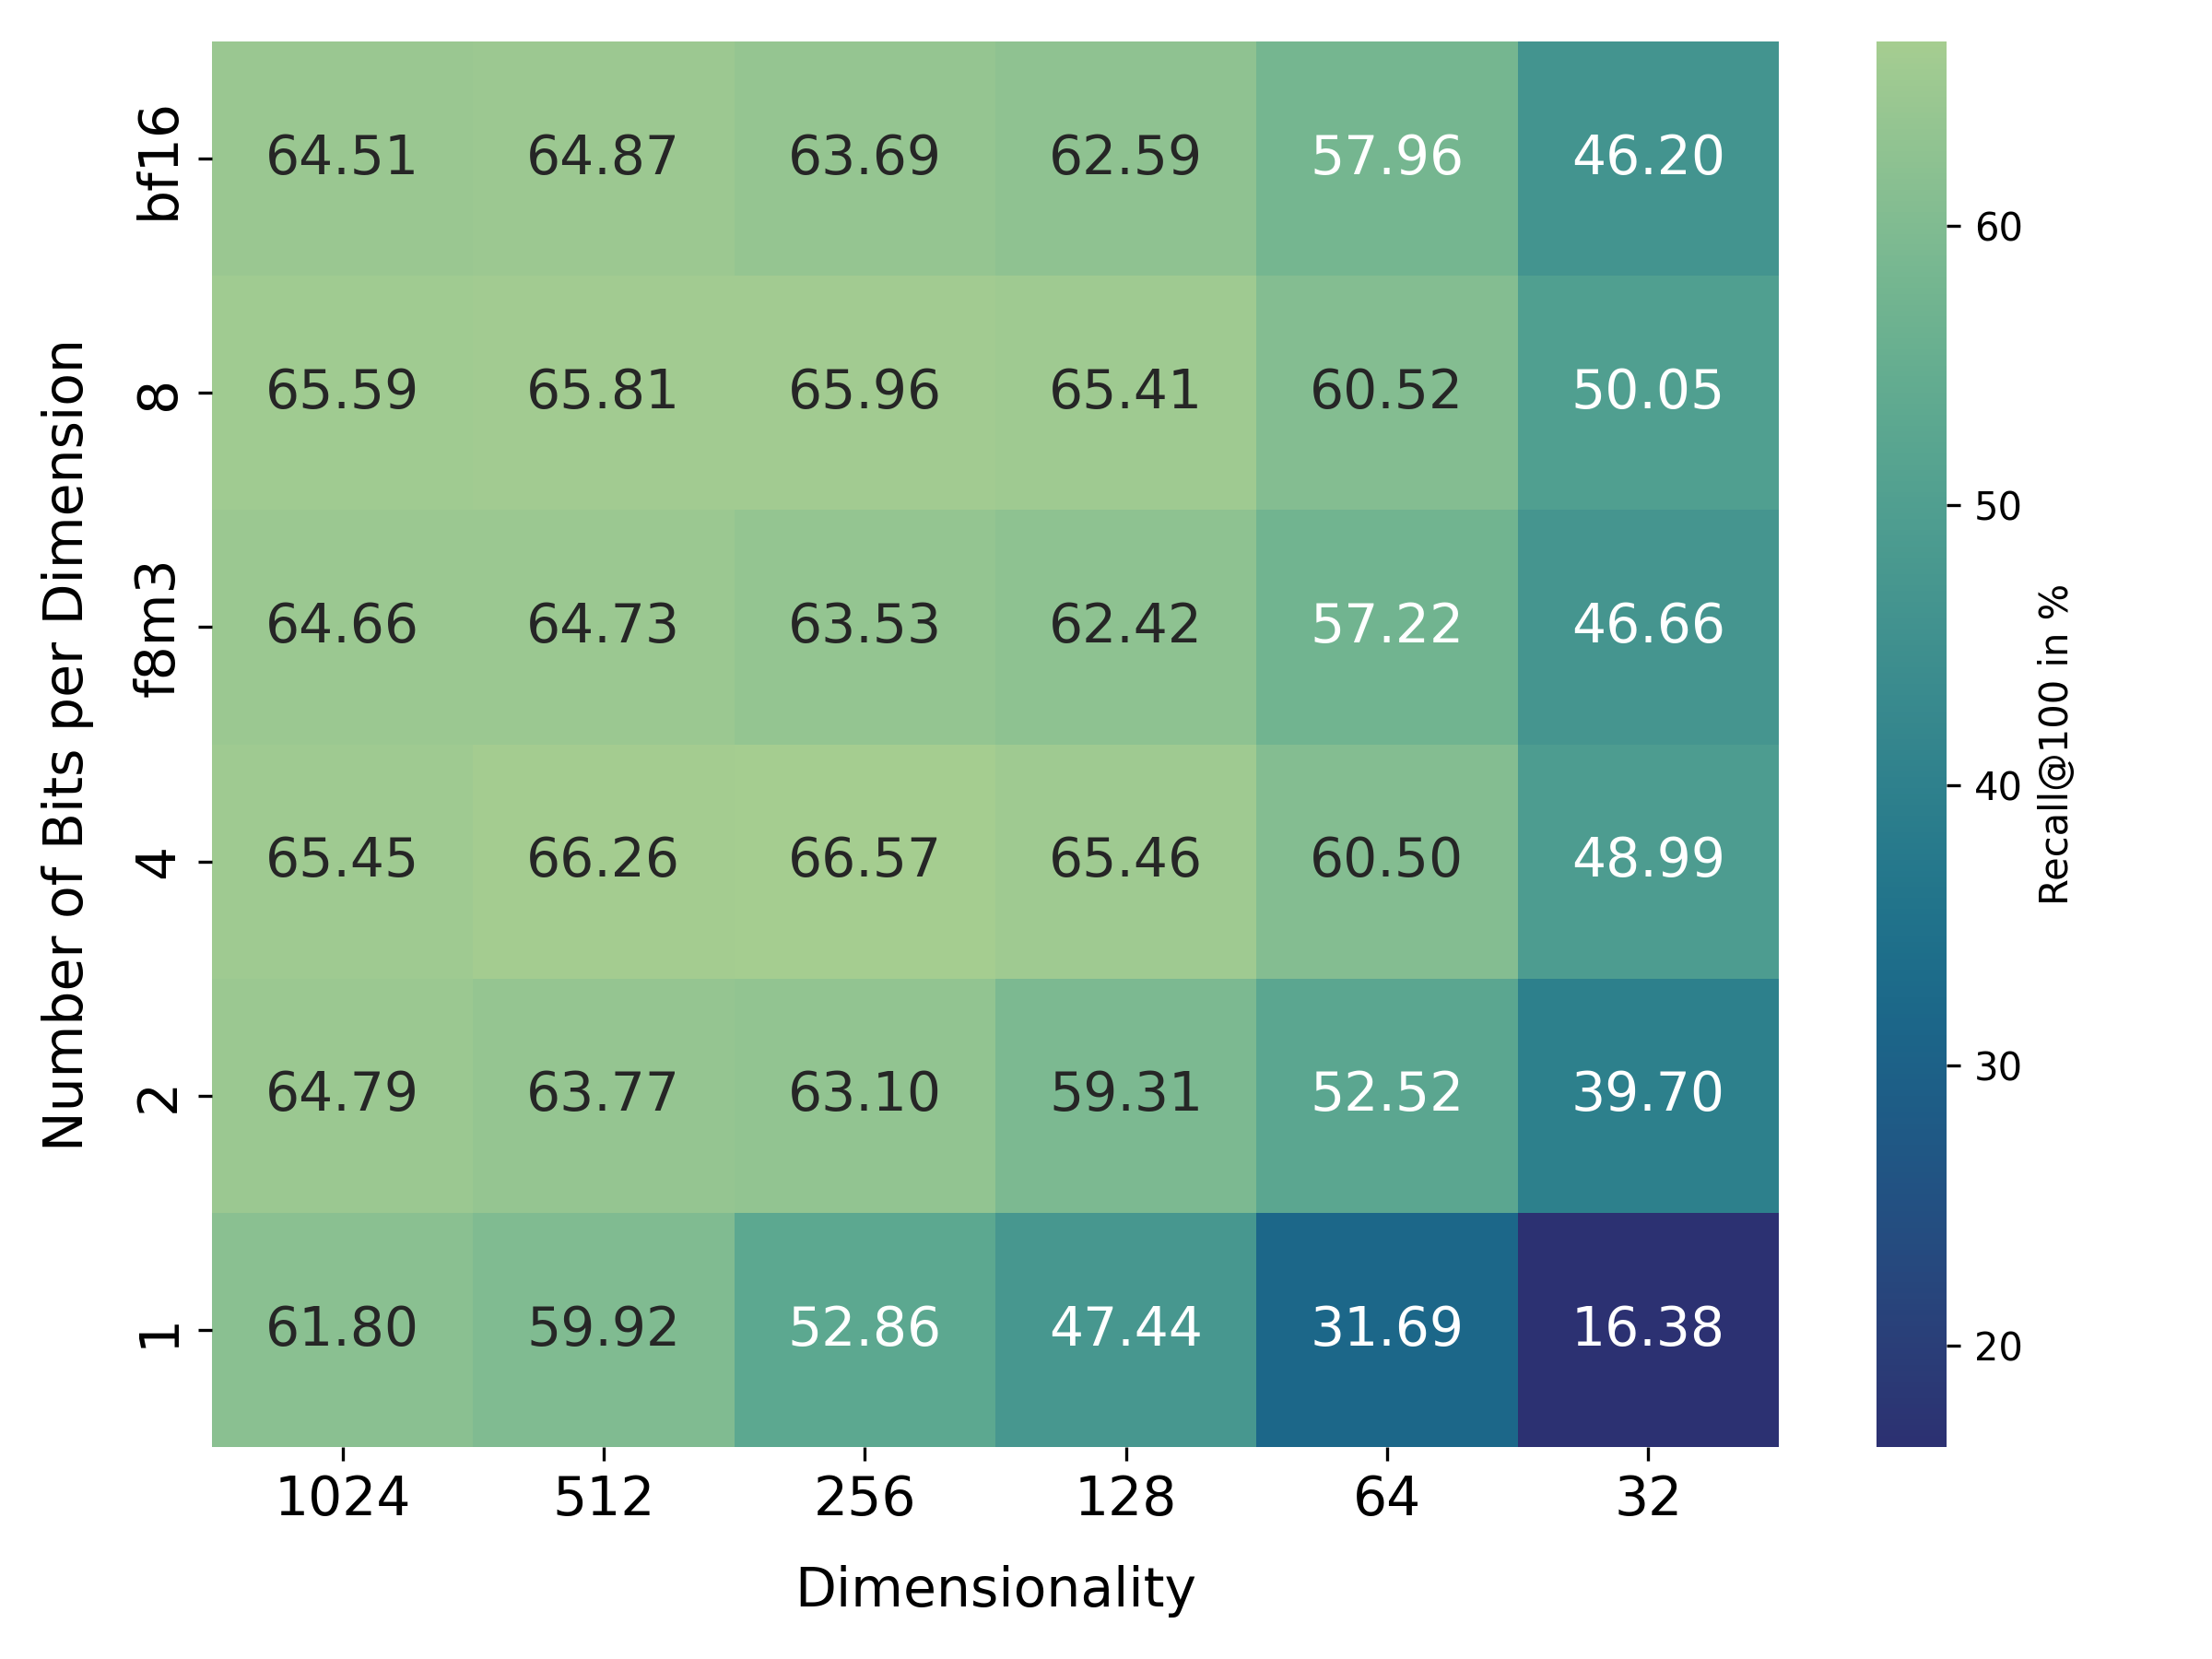 Number of Bits per Dimension
bf16 64.51 64.87 63.69 62.59 57.96 46.20
8 65.59 65.81 65.96 65.41 60.52 50.05
f8m3 64.66 64.73 63.53 62.42 57.22 46.66
4 65.45 66.26 66.57 65.46 60.50 48.99
2 64.79 63.77 63.10 59.31 52.52 39.70
1 61.80 59.92 52.86 47.44 31.69 16.38
1024 512 256 128 64 32
Dimensionality
60
50
40
30
20
Recall@100 in %